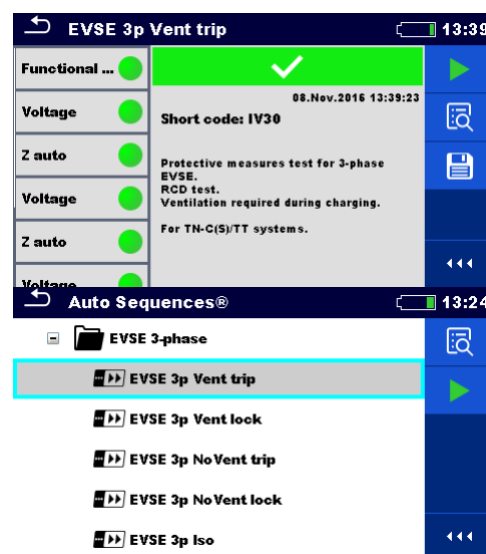 EVSE 3p Vent trip
13:39
Functional ...
Voltage
Z auto
Voltage
Z auto
Voltage
08.Nov.2016 13:39:23
Short code: IV30
Protective measures test for 3-phase
EVSE.
RCD test.
Ventilation required during charging.
For TN-C(S)/TT systems.
Auto Sequences®
13:24
EVSE 3-phase
EVSE 3p Vent trip
EVSE 3p Vent lock
EVSE 3p NoVent trip
EVSE 3p NoVent lock
EVSE 3p Iso